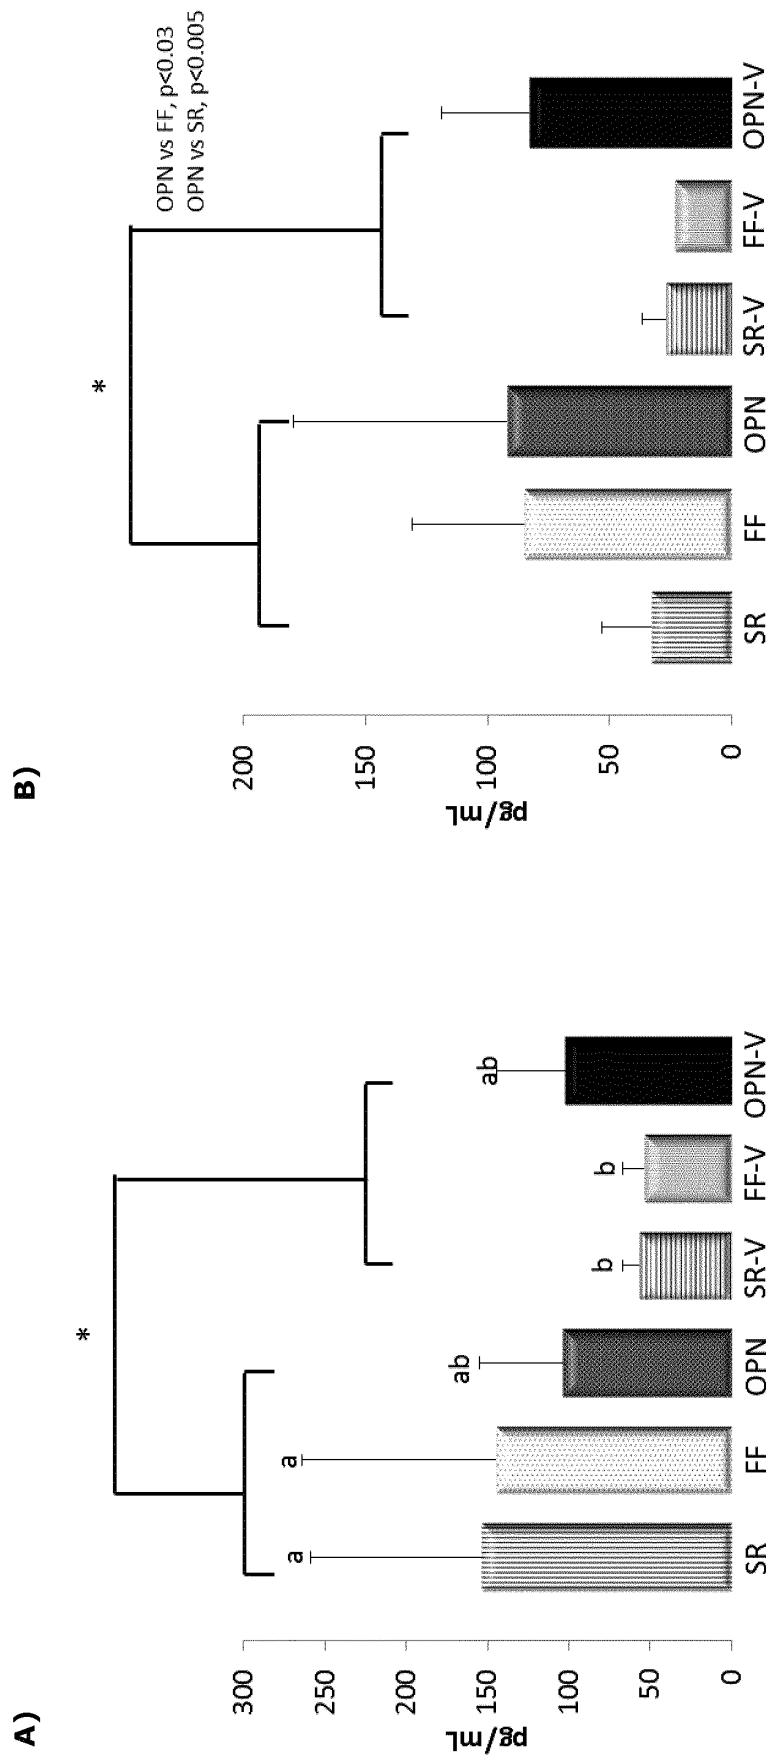 A)
*
a
a
ab
b
b
ab
300
250
200
150
100
50
0
pg/mL
SR
FF
OPN
SR-V
FF-V
OPN-V
B)
*
OPN vs FF, p<0.03
OPN vs SR, p<0.005
200
150
100
50
0
pg/mL
SR
FF
OPN
SR-V
FF-V
OPN-V